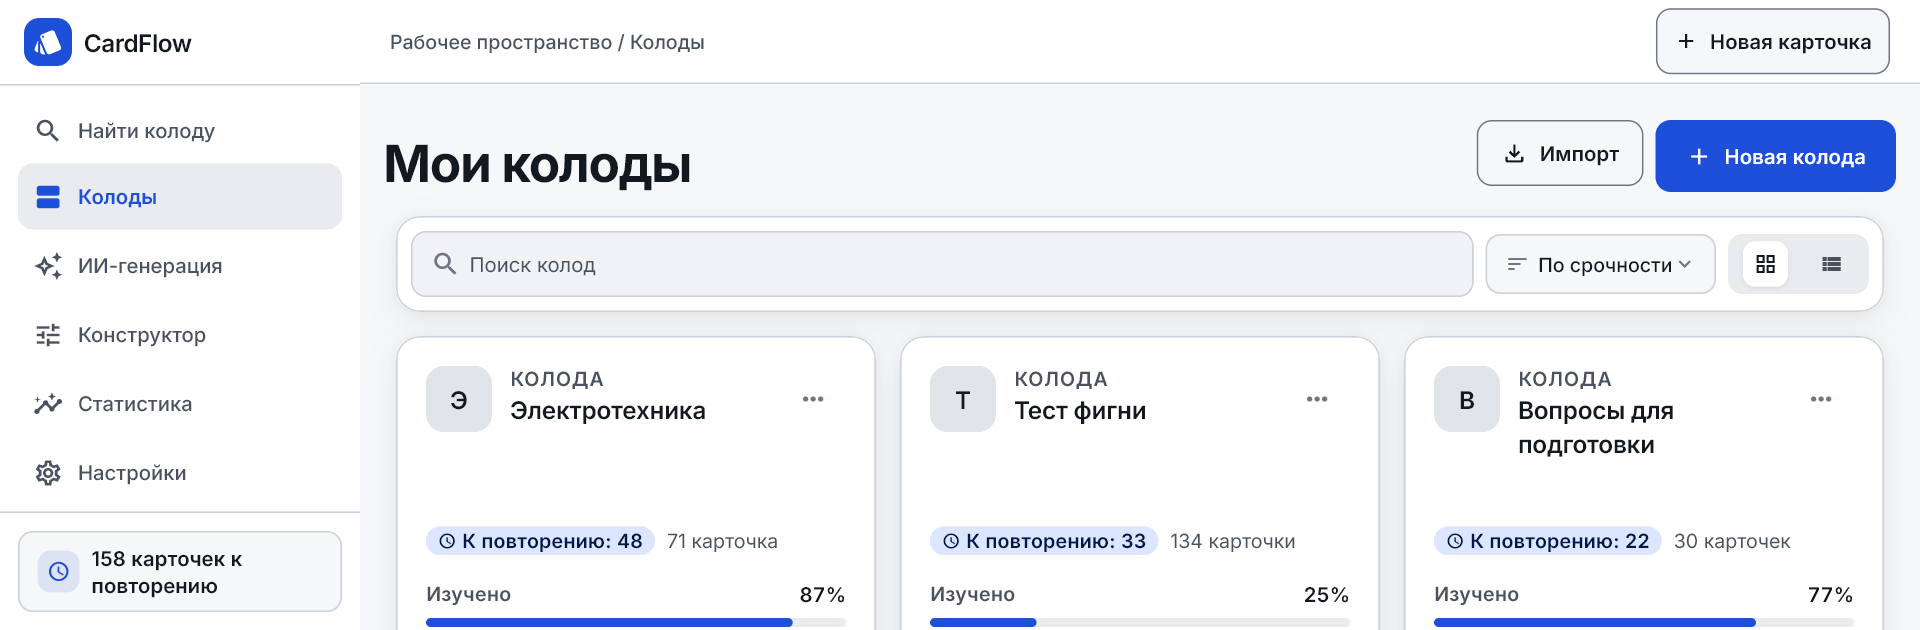 CardFlow
Рабочее пространство / Колоды
Новая карточка
Найти колоду
Колоды
ИИ-генерация
Конструктор
Статистика
Настройки
158 карточек к
повторению
Мои колоды
Импорт
Новая колода
Поиск колод
По срочности
Э
КОЛОДА
Электротехника
К повторению: 48
71 карточка
Изучено
87%
Т
КОЛОДА
Тест фигни
К повторению: 33
134 карточки
Изучено
25%
В
КОЛОДА
Вопросы для
подготовки
К повторению: 22
30 карточек
Изучено
77%